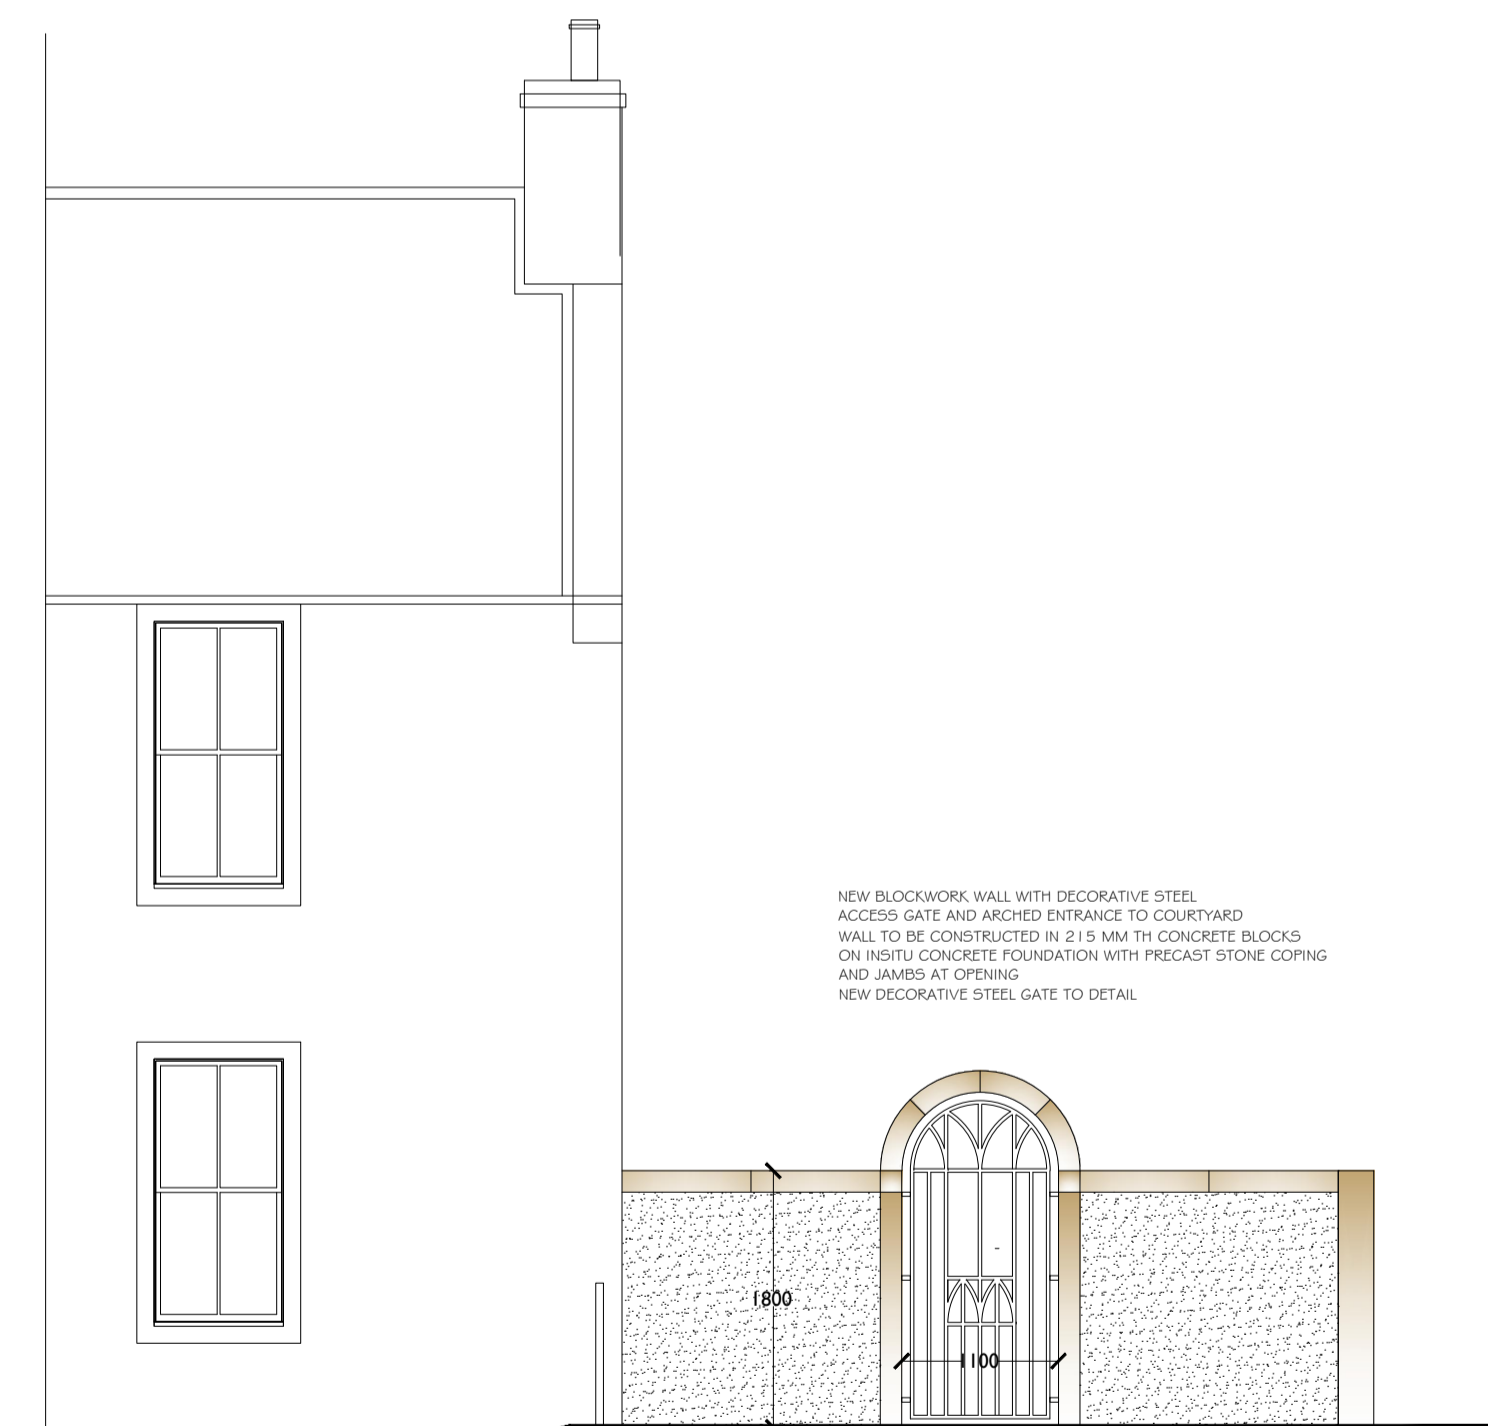 NEW BLOCKWORK WALL WITH DECORATIVE STEEL
ACCESS GATE AND ARCHED ENTRANCE TO COURTYARD
WALL TO BE CONSTRUCTED IN 215 MM TH CONCRETE BLOCKS
ON INSITU CONCRETE FOUNDATION WITH PRECAST STONE COPING
AND JAMBS AT OPENING
NEW DECORATIVE STEEL GATE TO DETAIL
1800
1100